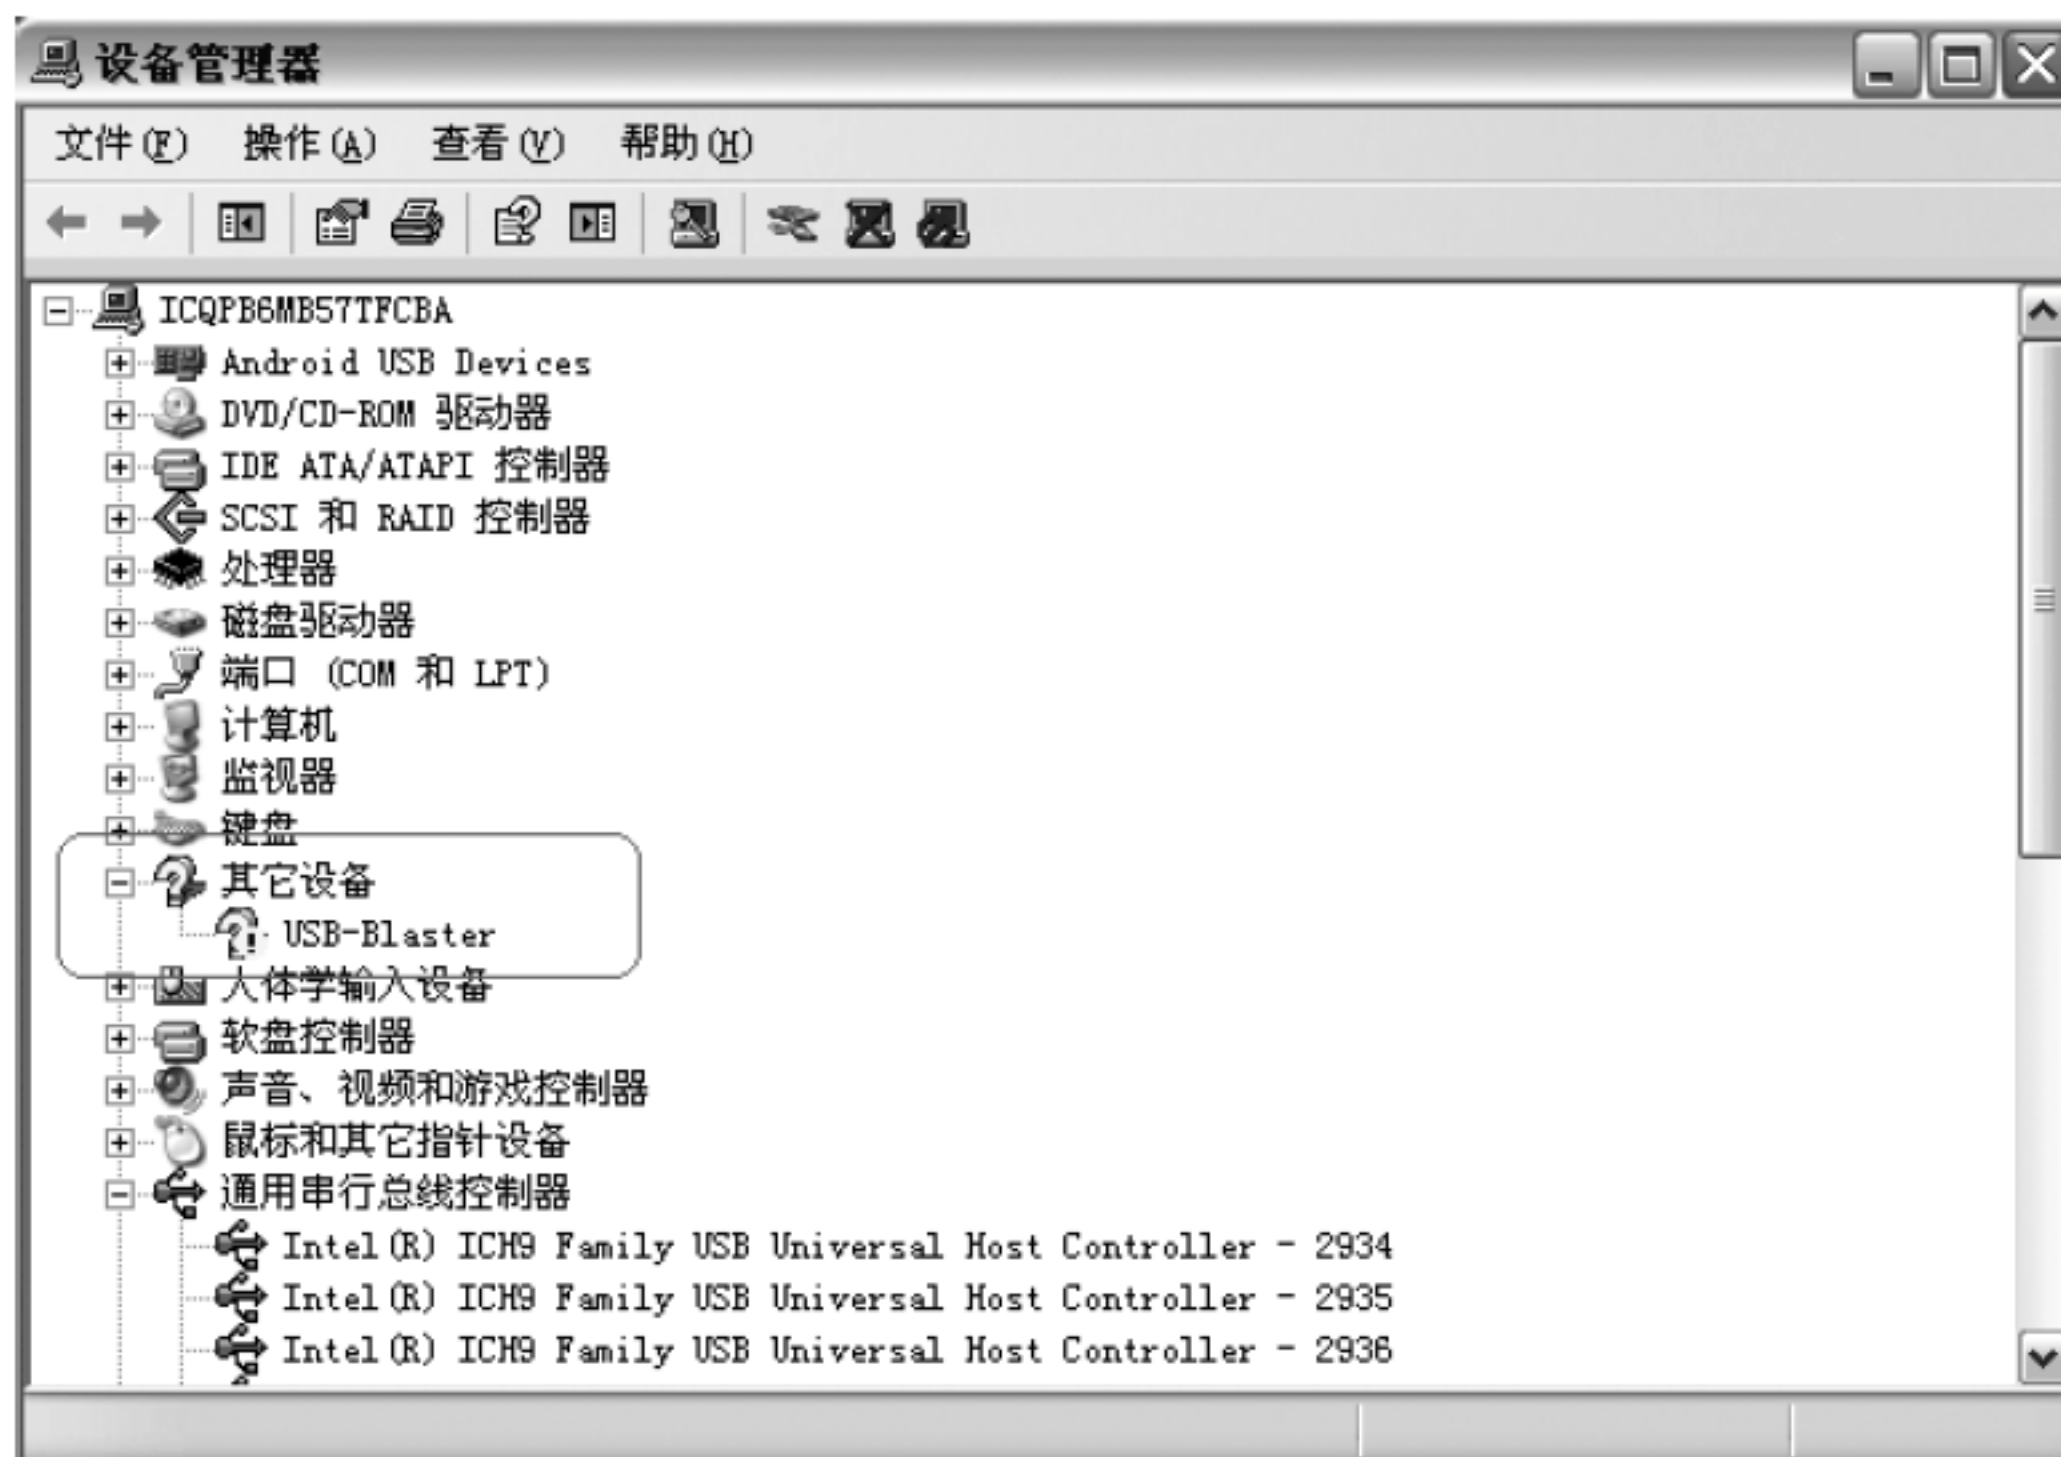 设备管理器
文件(F) 操作(A) 查看(V) 帮助(H)
ICQPB6MB57TFCBA
Android USB Devices
DVD/CD-ROM 驱动器
IDE ATA/ATAPI 控制器
SCSI 和 RAID 控制器
处理器
磁盘驱动器
端口 (COM 和 LPT)
计算机
监视器
键盘
其它设备
USB-Blaster
人体学输入设备
软盘控制器
声音、视频和游戏控制器
鼠标和其它指针设备
通用串行总线控制器
Intel(R) ICH9 Family USB Universal Host Controller - 2934
Intel(R) ICH9 Family USB Universal Host Controller - 2935
Intel(R) ICH9 Family USB Universal Host Controller - 2936